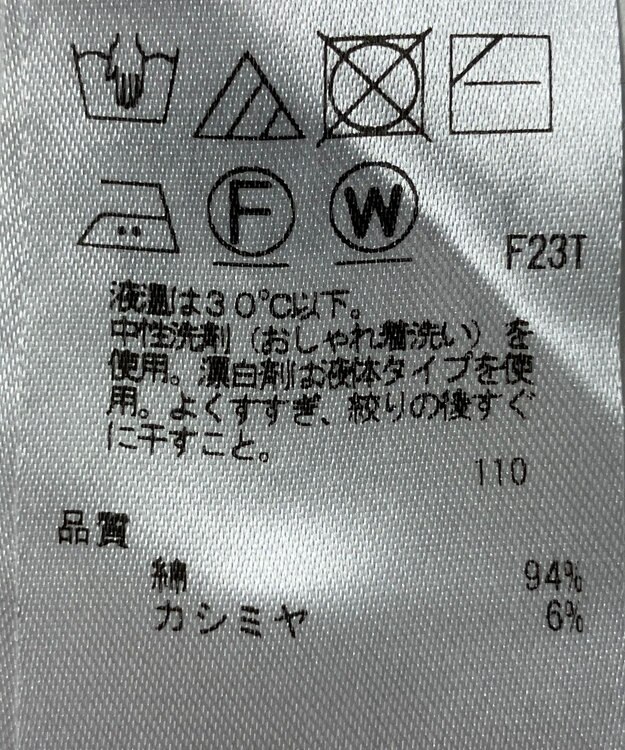 F
W
F23T
液温は30℃以下。
中性洗剤(おしゃれ着洗い)を
使用。漂白剤は液体タイプを使
用。よくすすぎ、絞りの後すぐ
に干すこと。
110
品質
綿 94%
カシミヤ 6%